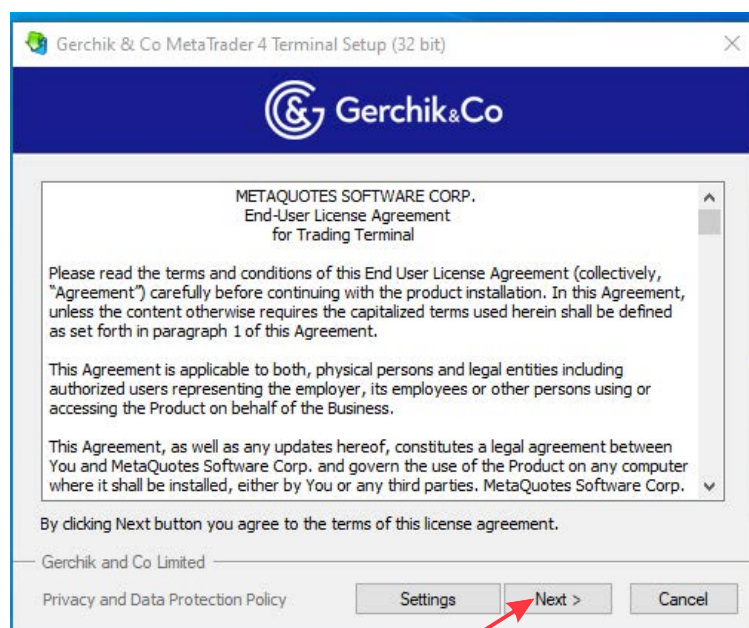 Gerchik & Co MetaTrader 4 Terminal Setup (32 bit)
Gerchik&Co
METAQUOTES SOFTWARE CORP.
End-User License Agreement
for Trading Terminal
Please read the terms and conditions of this End User License Agreement (collectively,
"Agreement") carefully before continuing with the product installation. In this Agreement,
unless the content otherwise requires the capitalized terms used herein shall be defined
as set forth in paragraph 1 of this Agreement.
This Agreement is applicable to both, physical persons and legal entities including
authorized users representing the employer, its employees or other persons using or
accessing the Product on behalf of the Business.
This Agreement, as well as any updates hereof, constitutes a legal agreement between
You and MetaQuotes Software Corp. and govern the use of the Product on any computer
where it shall be installed, either by You or any third parties. MetaQuotes Software Corp.
By clicking Next button you agree to the terms of this license agreement.
Gerchik and Co Limited
Privacy and Data Protection Policy
Settings
Next >
Cancel